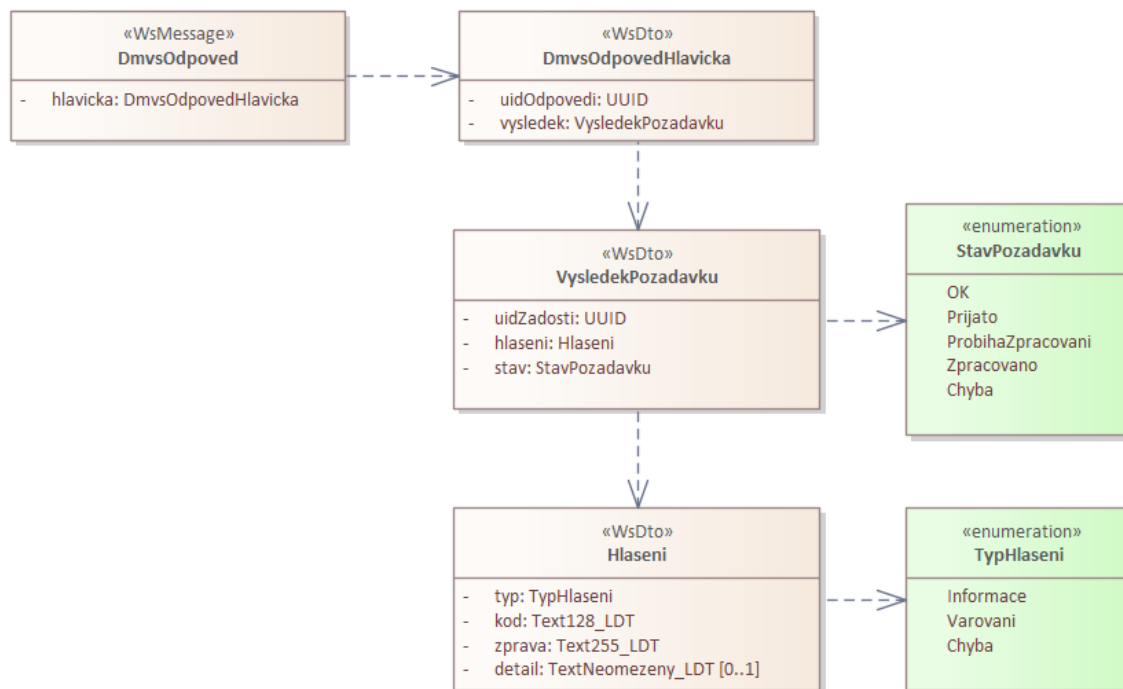 «WsMessage»
DmvsOdpoved
- hlavicka: DmvsOdpovedHlavicka
«WsDto»
DmvsOdpovedHlavicka
- uidOdpovedi: UUID
- vysledek: VysledekPozadavku
«WsDto»
VysledekPozadavku
- uidZadosti: UUID
- hlaseni: Hlaseni
- stav: StavPozadavku
«enumeration»
StavPozadavku
OK
Prijato
ProbihaZpracovani
Zpracovano
Chyba
«WsDto»
Hlaseni
- typ: TypHlaseni
- kod: Text128_LDT
- zprava: Text255_LDT
- detail: TextNeomezeny_LDT [0..1]
«enumeration»
TypHlaseni
Informace
Varovani
Chyba